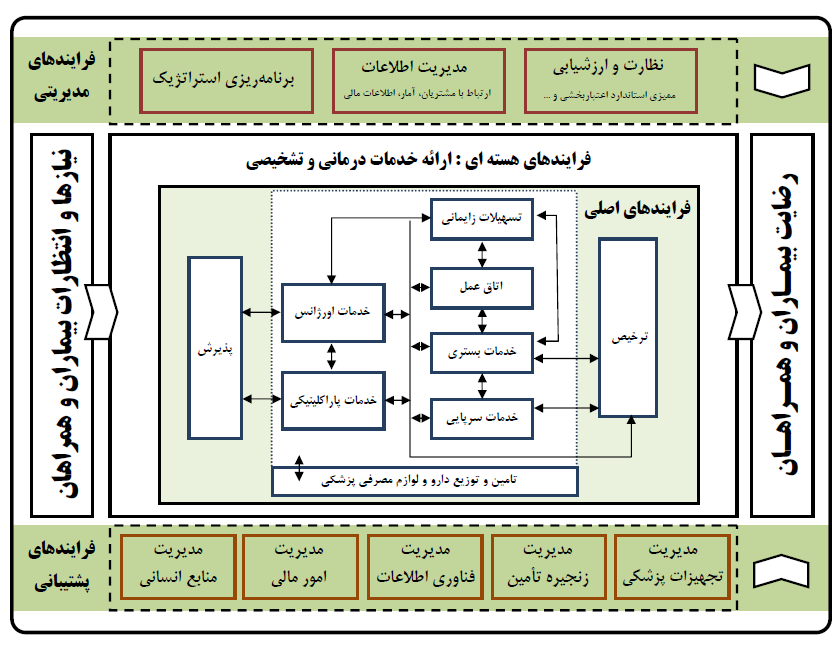 فرایندهای
مدیریتی
نظارت و ارزشیابی
ممیزی استاندارد اعتباربخشی و ...
مدیریت اطلاعات
ارتباط با مشتریان، آمار، اطلاعات مالی
برنامه‌ریزی استراتژیک
رضایت بیماران و همراهان
فرایندهای هسته ای : ارائه خدمات درمانی و تشخیصی
فرایندهای اصلی
ترخیص
تسهیلات زایمانی
اتاق عمل
خدمات بستری
خدمات سرپایی
خدمات اورژانس
خدمات پاراکلینیکی
پذیرش
تامین و توزیع دارو و لوازم مصرفی پزشکی
نیازها و انتظارات بیماران و همراهان
فرایندهای
پشتیبانی
مدیریت
تجهیزات پزشکی
مدیریت
زنجیره تأمین
مدیریت
فناوری اطلاعات
مدیریت
امور مالی
مدیریت
منابع انسانی